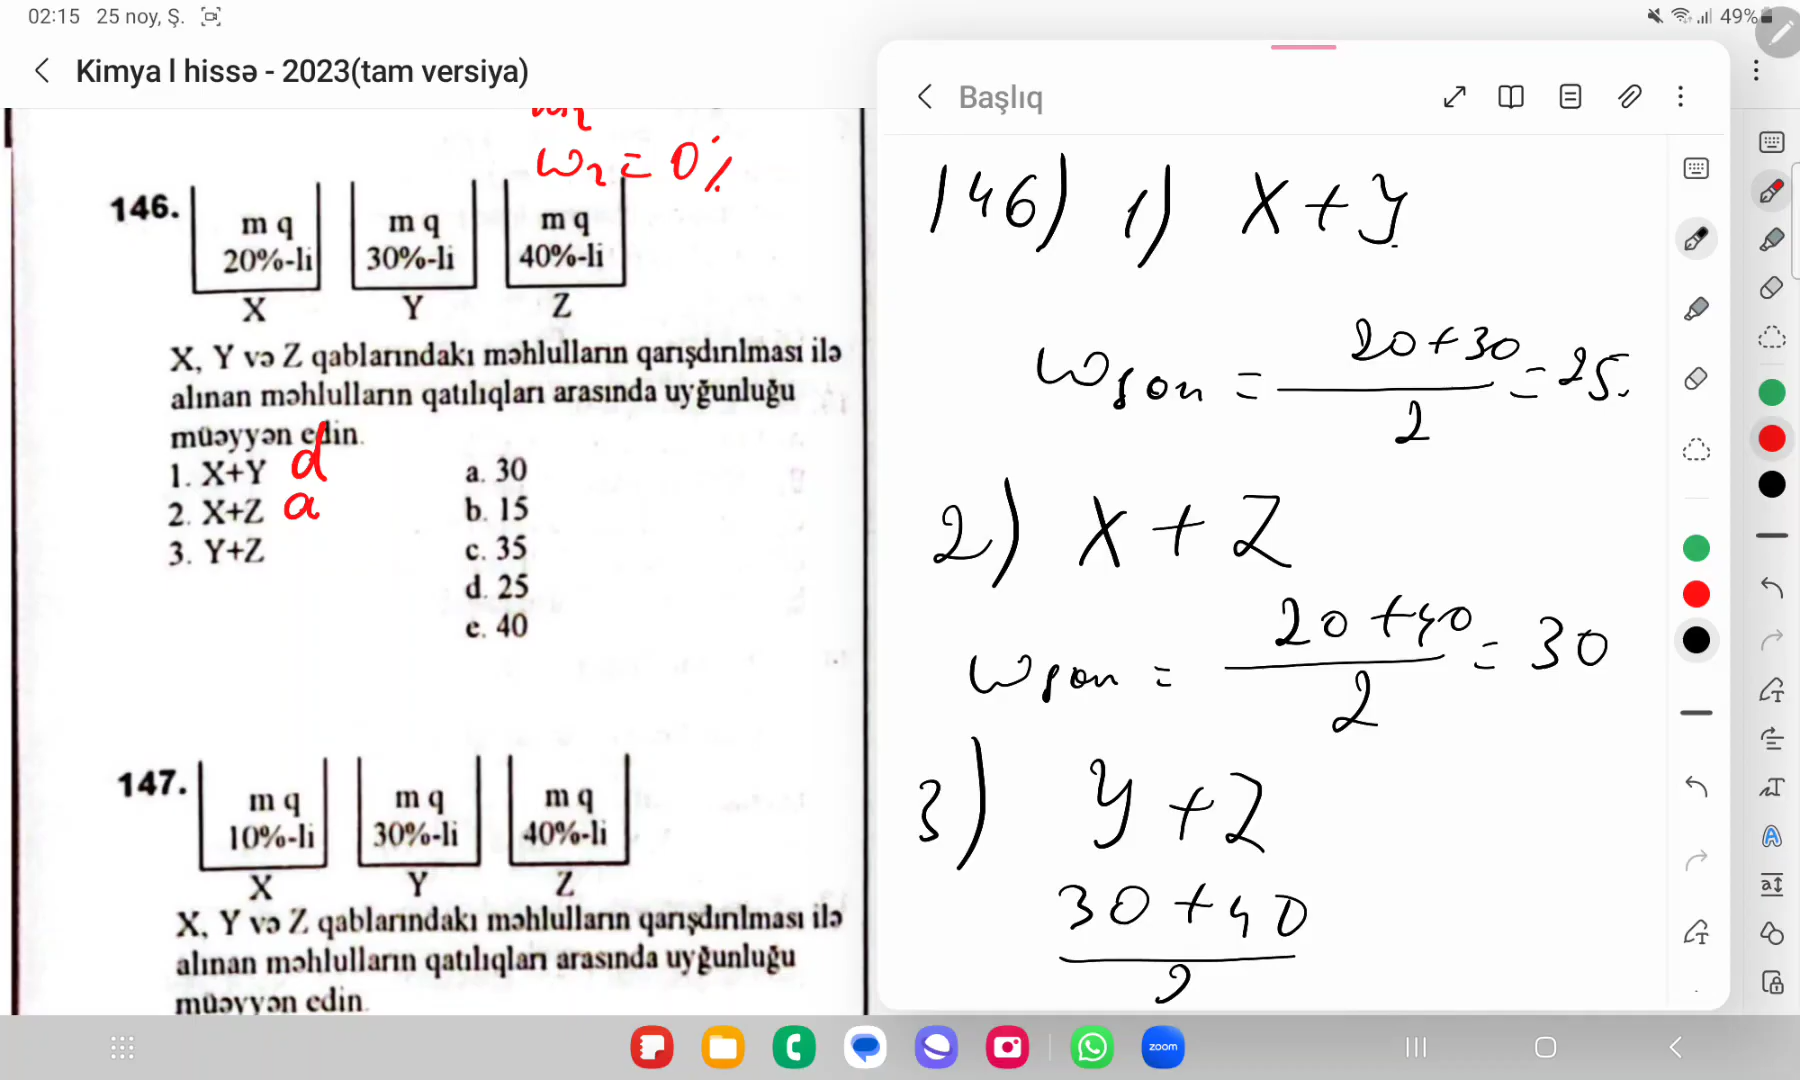 02:15 25 noy, Ş.
49%
Kimya I hissə - 2023(tam versiya)
ω₂ = 0%
146.
m q
20%-li
X
m q
30%-li
Y
m q
40%-li
Z
X, Y və Z qablarındakı məhlulların qarışdırılması ilə
alınan məhlulların qatılıqları arasında uyğunluğu
müəyyən edin.
1. X+Y d
2. X+Z a
3. Y+Z
a. 30
b. 15
c. 35
d. 25
e. 40
147.
m q
10%-li
X
m q
30%-li
Y
m q
40%-li
Z
X, Y və Z qablarındakı məhlulların qarışdırılması ilə
alınan məhlulların qatılıqları arasında uyğunluğu
müəyyən edin.
Başlıq
146) 1) X + Y
ω son = 20+30 / 2 = 25.
2) X + Z
ω son = 20+40 / 2 = 30
3) Y + Z
30 + 40
2
zoom